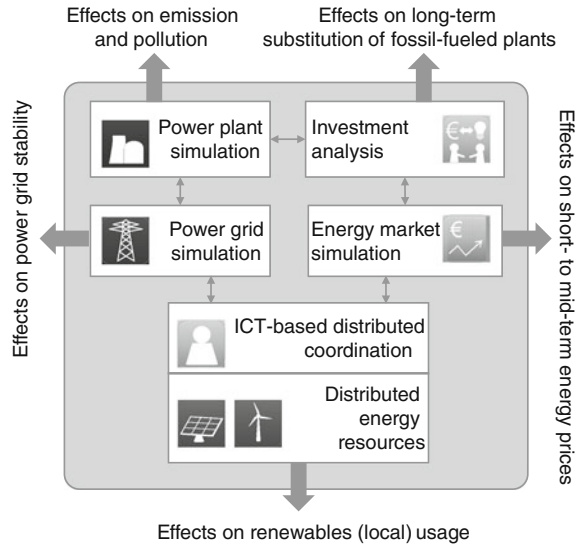 Effects on emission
and pollution
Effects on long-term
substitution of fossil-fueled plants
Effects on power grid stability
Power plant
simulation
Investment
analysis
€
Power grid
simulation
Energy market
simulation
€
Effects on short- to
mid-term energy prices
ICT-based distributed
coordination
Distributed
energy
resources
Effects on renewables (local) usage